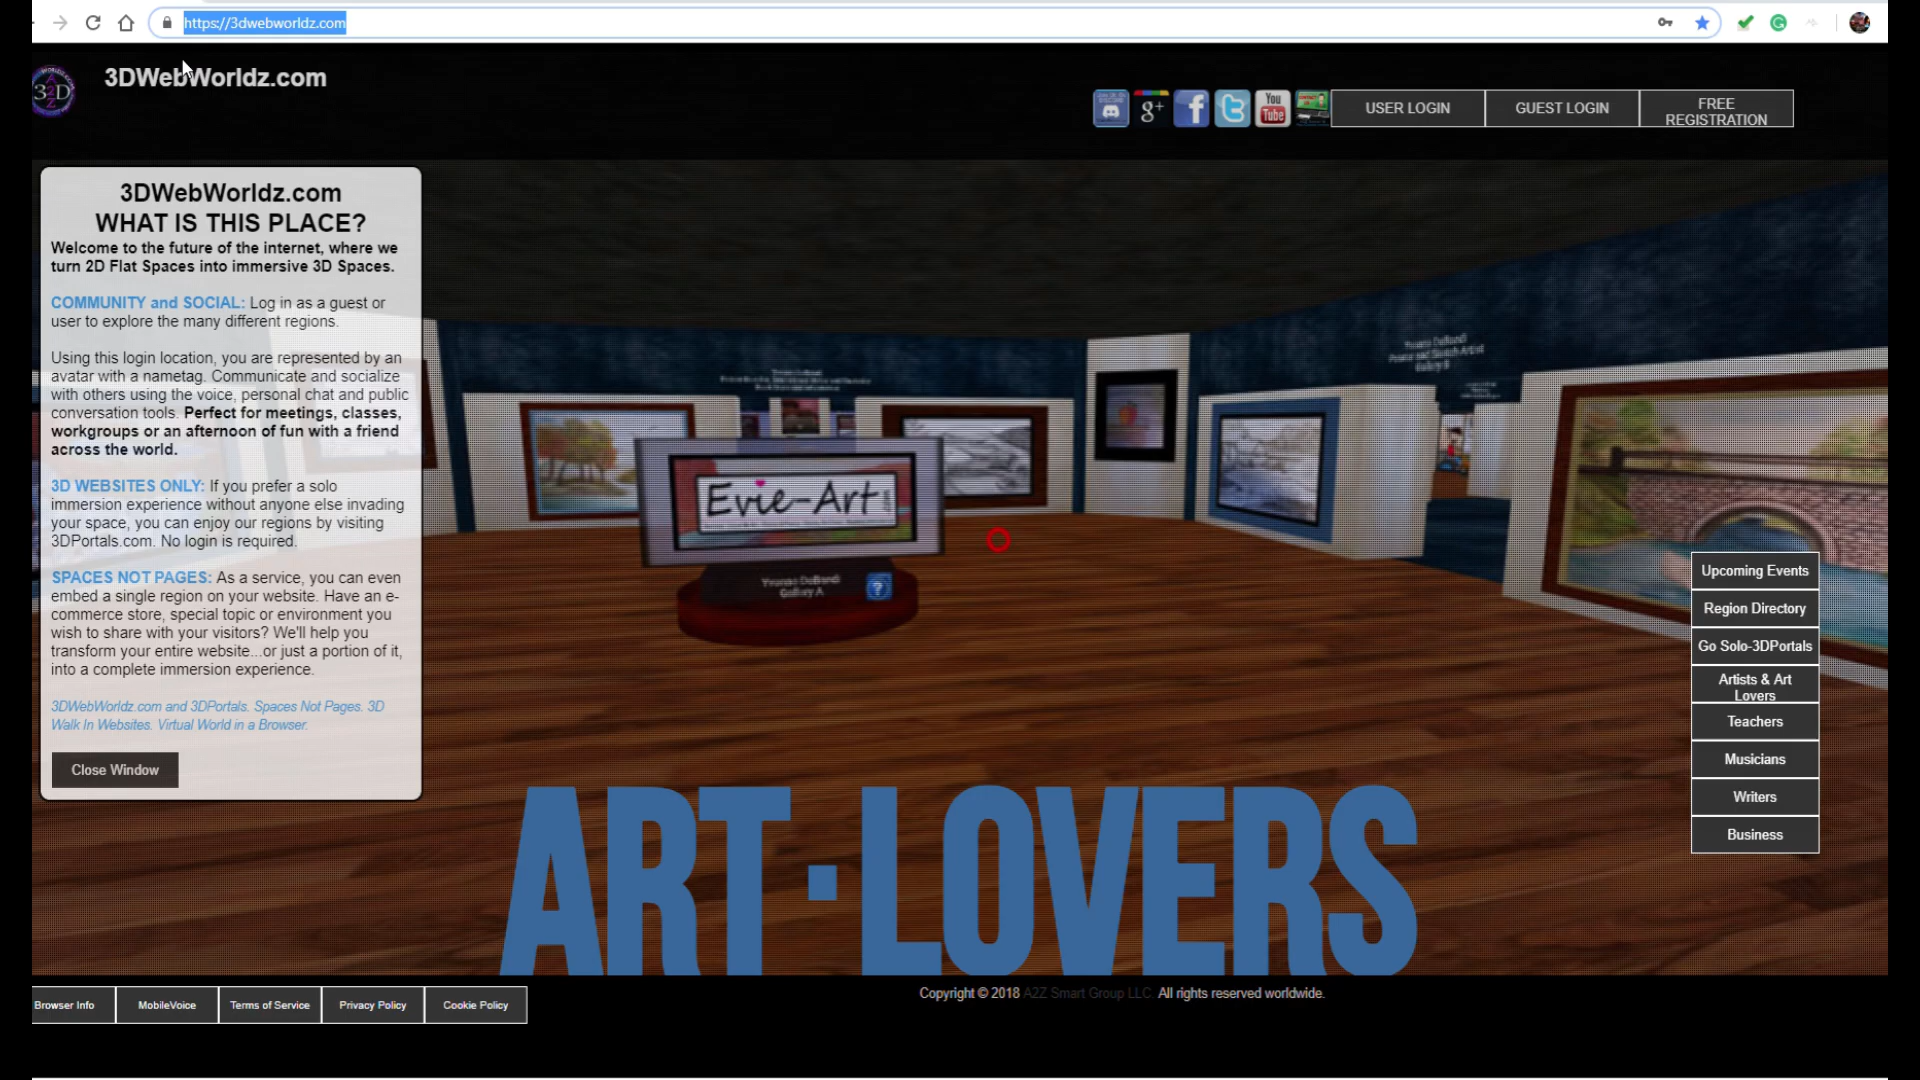 https://3dwebworldz.com
3DWebWorldz.com
3D
g+
f
You
Tube
USER LOGIN
GUEST LOGIN
FREE
REGISTRATION
3DWebWorldz.com
WHAT IS THIS PLACE?
Welcome to the future of the internet, where we
turn 2D Flat Spaces into immersive 3D Spaces.
COMMUNITY and SOCIAL: Log in as a guest or
user to explore the many different regions.
Using this login location, you are represented by an
avatar with a nametag. Communicate and socialize
with others using the voice, personal chat and public
conversation tools. Perfect for meetings, classes,
workgroups or an afternoon of fun with a friend
across the world.
3D WEBSITES ONLY: If you prefer a solo
immersion experience without anyone else invading
your space, you can enjoy our regions by visiting
3DPortals.com. No login is required.
SPACES NOT PAGES: As a service, you can even
embed a single region on your website. Have an e-
commerce store, special topic or environment you
wish to share with your visitors? We'll help you
transform your entire website...or just a portion of it,
into a complete immersion experience.
3DWebWorldz.com and 3DPortals. Spaces Not Pages. 3D
Walk In Websites. Virtual World in a Browser.
Close Window
Evie-Art
Yvonne DeBandi
Gallery A
?
Yvonne DeBandi
Gallery B
Upcoming Events
Region Directory
Go Solo-3DPortals
Artists & Art
Lovers
Teachers
Musicians
Writers
Business
ART·LOVERS
Browser Info
MobileVoice
Terms of Service
Privacy Policy
Cookie Policy
Copyright © 2018 A2Z Smart Group LLC. All rights reserved worldwide.